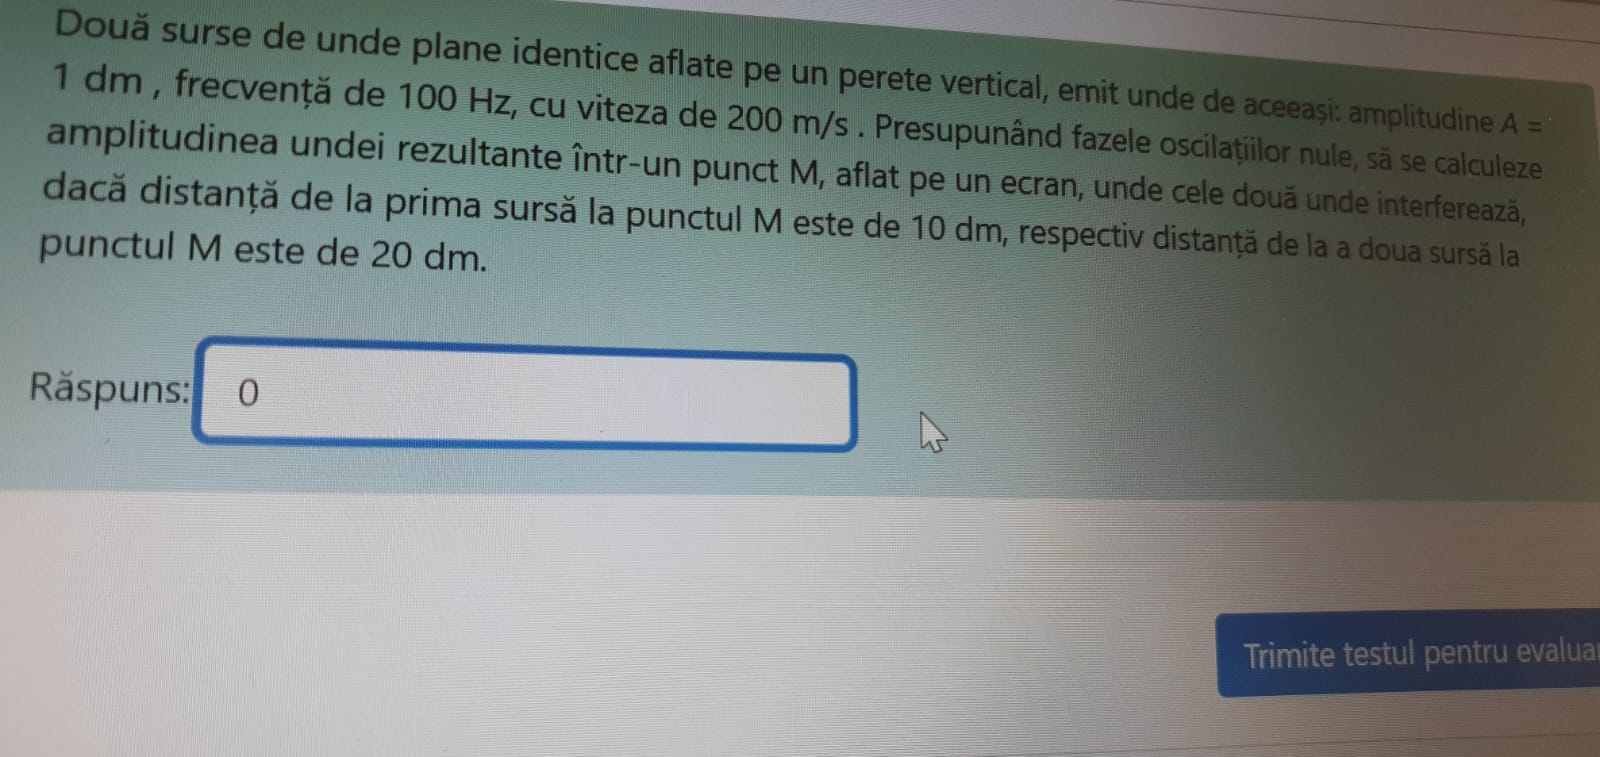 Două surse de unde plane identice aflate pe un perete vertical, emit unde de aceeași: amplitudine A =
1 dm , frecvență de 100 Hz, cu viteza de 200 m/s . Presupunând fazele oscilațiilor nule, să se calculeze
amplitudinea undei rezultante într-un punct M, aflat pe un ecran, unde cele două unde interferează,
dacă distanță de la prima sursă la punctul M este de 10 dm, respectiv distanță de la a doua sursă la
punctul M este de 20 dm.
Răspuns: 0
Trimite testul pentru